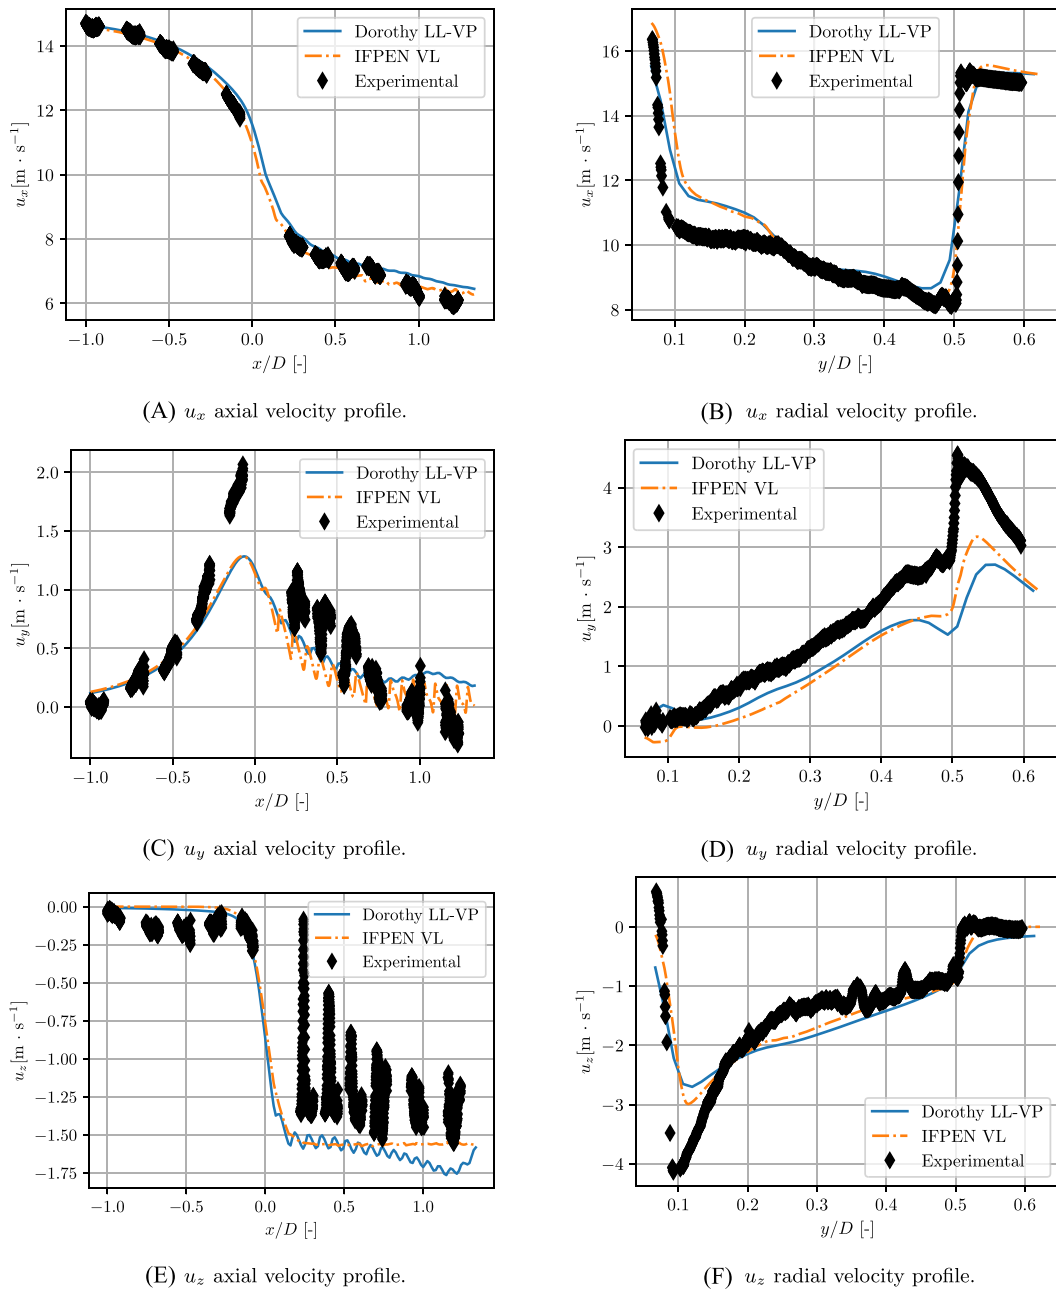 Dorothy LL-VP
IFPEN VL
Experimental
14
12
10
8
6
u_x[m · s⁻¹]
−1.0 −0.5 0.0 0.5 1.0
x/D [-]
(A) u_x axial velocity profile.
Dorothy LL-VP
IFPEN VL
Experimental
16
14
12
10
8
u_x[m · s⁻¹]
0.1 0.2 0.3 0.4 0.5 0.6
y/D [-]
(B) u_x radial velocity profile.
Dorothy LL-VP
IFPEN VL
Experimental
2.0
1.5
1.0
0.5
0.0
u_y[m · s⁻¹]
−1.0 −0.5 0.0 0.5 1.0
x/D [-]
(C) u_y axial velocity profile.
Dorothy LL-VP
IFPEN VL
Experimental
4
3
2
1
0
u_y[m · s⁻¹]
0.1 0.2 0.3 0.4 0.5 0.6
y/D [-]
(D) u_y radial velocity profile.
Dorothy LL-VP
IFPEN VL
Experimental
0.00
−0.25
−0.50
−0.75
−1.00
−1.25
−1.50
−1.75
u_z[m · s⁻¹]
−1.0 −0.5 0.0 0.5 1.0
x/D [-]
(E) u_z axial velocity profile.
0
−1
−2
−3
−4
u_z[m · s⁻¹]
Dorothy LL-VP
IFPEN VL
Experimental
0.1 0.2 0.3 0.4 0.5 0.6
y/D [-]
(F) u_z radial velocity profile.